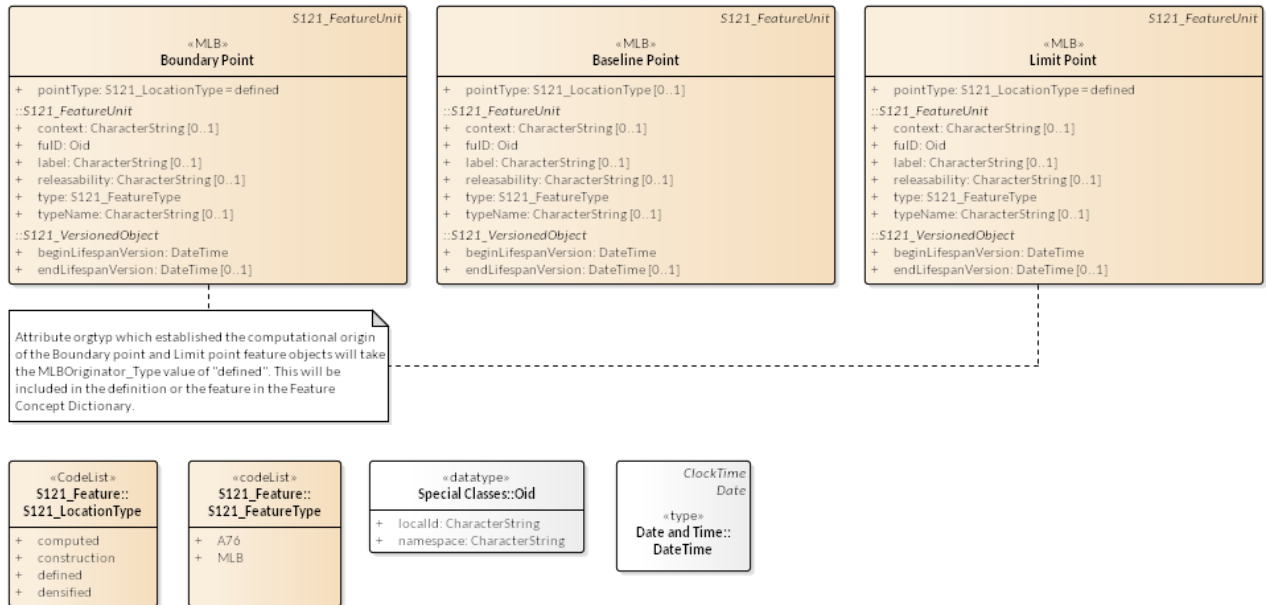 S121_FeatureUnit
«MLB»
Boundary Point
+ pointType: S121_LocationType = defined
::S121_FeatureUnit
+ context: CharacterString [0..1]
+ fuID: Oid
+ label: CharacterString [0..1]
+ releasability: CharacterString [0..1]
+ type: S121_FeatureType
+ typeName: CharacterString [0..1]
::S121_VersionedObject
+ beginLifespanVersion: DateTime
+ endLifespanVersion: DateTime [0..1]
S121_FeatureUnit
«MLB»
Baseline Point
+ pointType: S121_LocationType [0..1]
::S121_FeatureUnit
+ context: CharacterString [0..1]
+ fuID: Oid
+ label: CharacterString [0..1]
+ releasability: CharacterString [0..1]
+ type: S121_FeatureType
+ typeName: CharacterString [0..1]
::S121_VersionedObject
+ beginLifespanVersion: DateTime
+ endLifespanVersion: DateTime [0..1]
S121_FeatureUnit
«MLB»
Limit Point
+ pointType: S121_LocationType = defined
::S121_FeatureUnit
+ context: CharacterString [0..1]
+ fuID: Oid
+ label: CharacterString [0..1]
+ releasability: CharacterString [0..1]
+ type: S121_FeatureType
+ typeName: CharacterString [0..1]
::S121_VersionedObject
+ beginLifespanVersion: DateTime
+ endLifespanVersion: DateTime [0..1]
Attribute orgtyp which established the computational origin
of the Boundary point and Limit point feature objects will take
the MLBOriginator_Type value of "defined". This will be
included in the definition or the feature in the Feature
Concept Dictionary.
«CodeList»
S121_Feature::
S121_LocationType
+ computed
+ construction
+ defined
+ densified
«codeList»
S121_Feature::
S121_FeatureType
+ A76
+ MLB
«datatype»
Special Classes::Oid
+ localId: CharacterString
+ namespace: CharacterString
ClockTime
Date
«type»
Date and Time::
DateTime